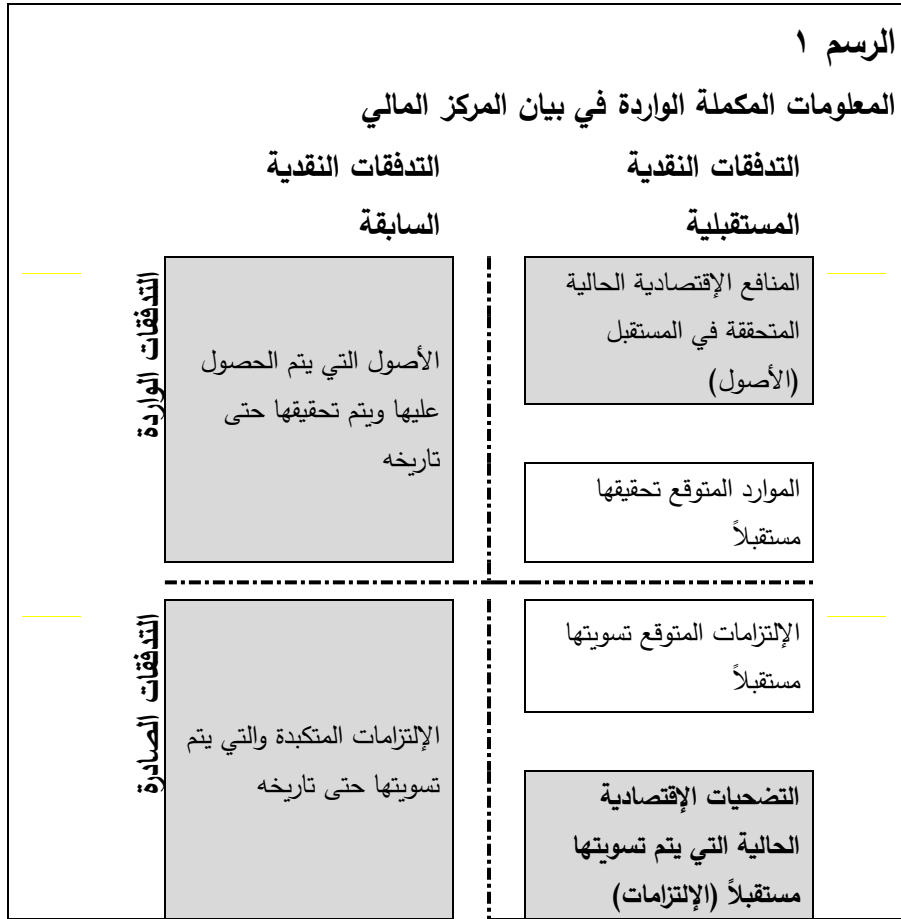 الرسم ١
المعلومات المكملة الواردة في بيان المركز المالي
التدفقات النقدية
المستقبلية
التدفقات النقدية
السابقة
المنافع الإقتصادية الحالية
المتحققة في المستقبل
(الأصول)
الموارد المتوقع تحقيقها
مستقبلاً
التدفقات الواردة
الأصول التي يتم الحصول
عليها ويتم تحقيقها حتى
تاريخه
الإلتزامات المتوقع تسويتها
مستقبلاً
التضحيات الإقتصادية
الحالية التي يتم تسويتها
مستقبلاً (الإلتزامات)
التدفقات الصادرة
الإلتزامات المتكبدة والتي يتم
تسويتها حتى تاريخه